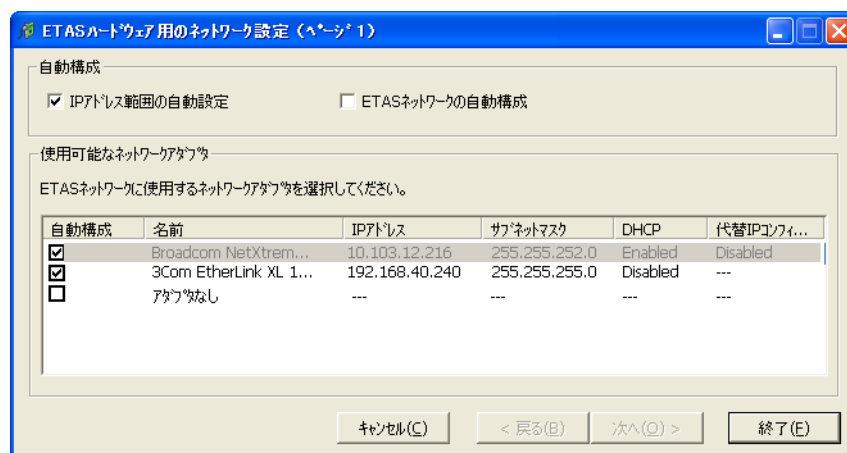 ETASﾊｰﾄﾞｳｪｱ用のﾈｯﾄﾜｰｸ設定（ﾍﾟｰｼﾞ1）
自動構成
IPｱﾄﾞﾚｽ範囲の自動設定
ETASﾈｯﾄﾜｰｸの自動構成
使用可能なﾈｯﾄﾜｰｸｱﾀﾞﾌﾟﾀ
ETASﾈｯﾄﾜｰｸに使用するﾈｯﾄﾜｰｸｱﾀﾞﾌﾟﾀを選択してください。
自動構成 名前 IPｱﾄﾞﾚｽ ｻﾌﾞﾈｯﾄﾏｽｸ DHCP 代替IPｺﾝﾌｨ...
Broadcom NetXtrem... 10.103.12.216 255.255.252.0 Enabled Disabled
3Com EtherLink XL 1... 192.168.40.240 255.255.255.0 Disabled ---
ｱﾀﾞﾌﾟﾀなし --- --- --- ---
ｷｬﾝｾﾙ(C) < 戻る(B) 次へ(O) > 終了(F)